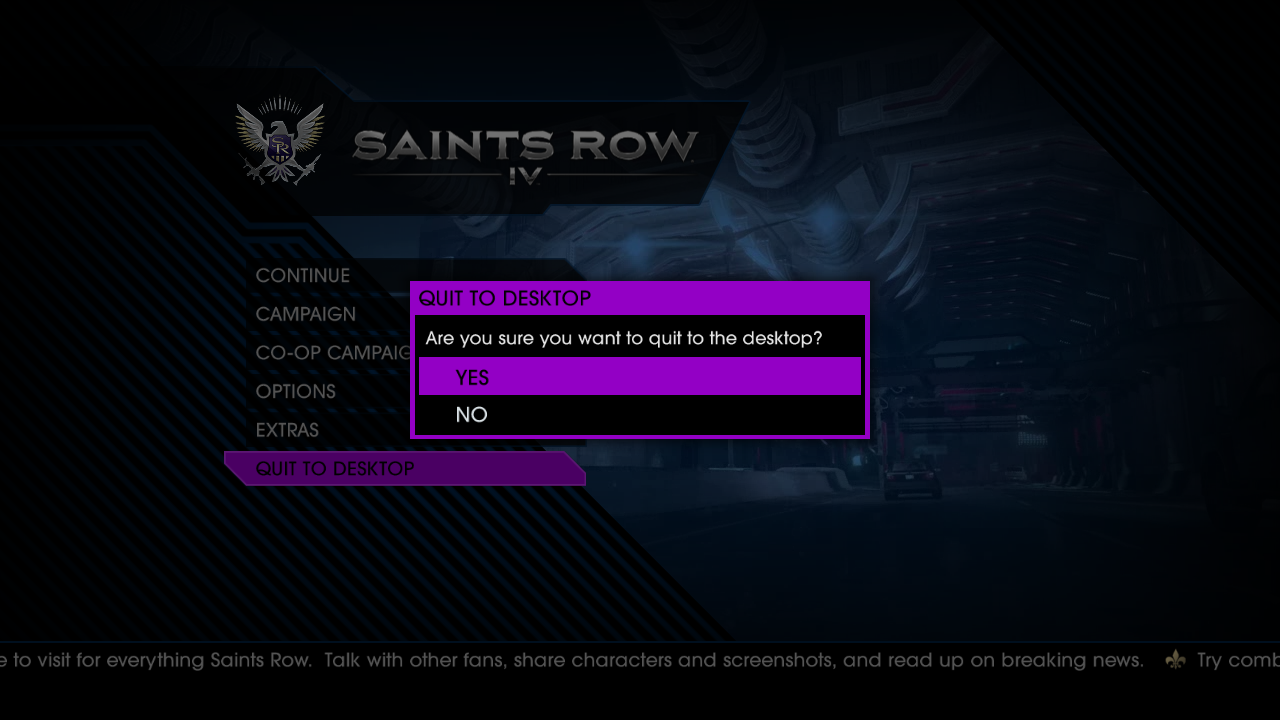 SR
SAINTS ROW
IV
CONTINUE
CAMPAIGN
CO-OP CAMPAIG
OPTIONS
EXTRAS
QUIT TO DESKTOP
QUIT TO DESKTOP
Are you sure you want to quit to the desktop?
YES
NO
e to visit for everything Saints Row. Talk with other fans, share characters and screenshots, and read up on breaking news. Try comb